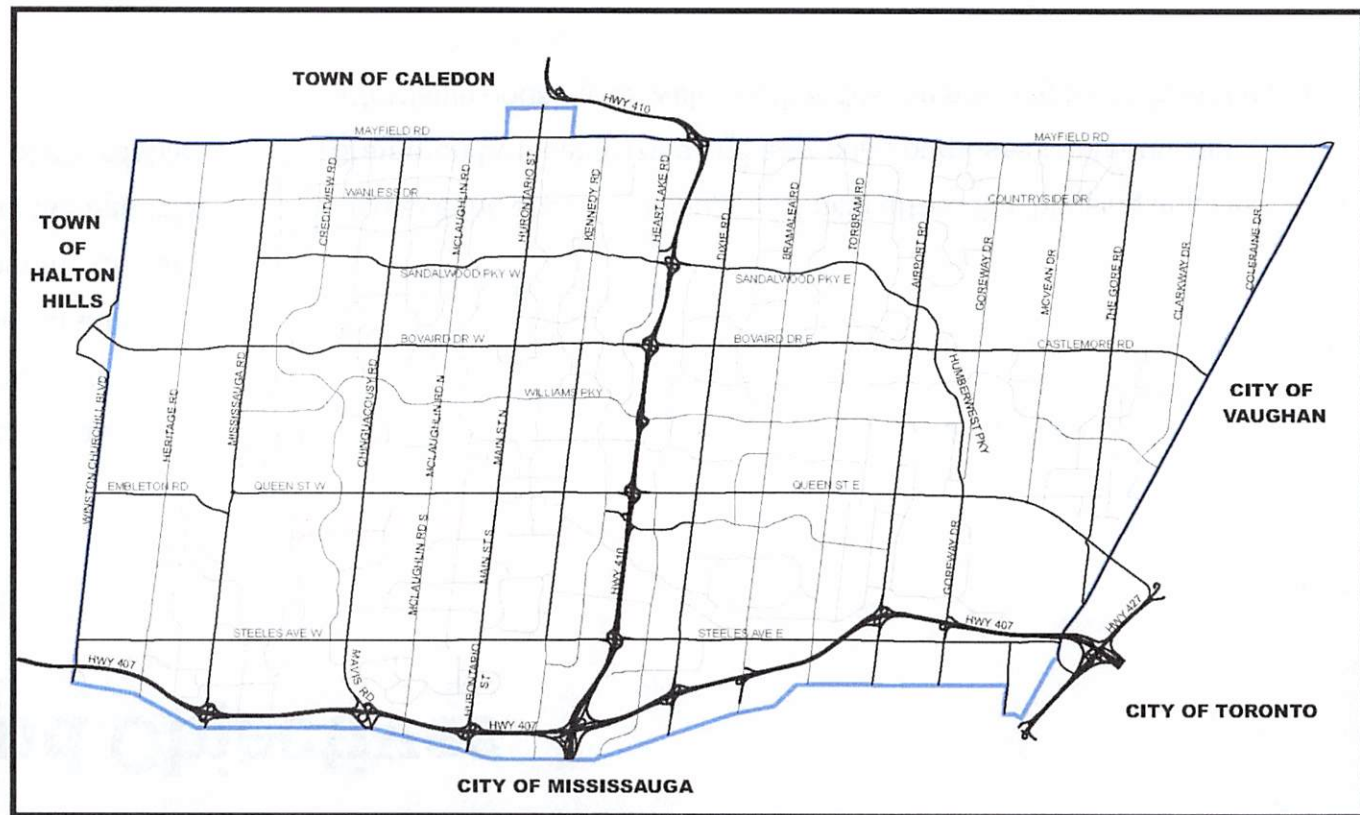 TOWN OF CALEDON
HWY 410
MAYFIELD RD
MAYFIELD RD
WANLESS DR
COUNTRYSIDE DR
CREDITVIEW RD
MCLAUGHLIN RD
HURONTARIO ST
KENNEDY RD
HEART LAKE RD
DIXIE RD
BRAMALEA RD
TORBRAM RD
AIRPORT RD
GOREWAY DR
MCVEAN DR
THE GORE RD
CLARKWAY DR
COLERAINE DR
TOWN
OF
HALTON
HILLS
SANDALWOOD PKY W
SANDALWOOD PKY E
BOVAIRD DR W
BOVAIRD DR E
CASTLEMORE RD
WINSTON CHURCHILL BLVD
HERITAGE RD
MISSISSAUGA RD
CHINGUACOUSY RD
MCLAUGHLIN RD N
MAIN ST N
WILLIAMS PKY
HUMBERWEST PKY
CITY OF
VAUGHAN
EMBLETON RD
QUEEN ST W
QUEEN ST E
MCLAUGHLIN RD S
MAIN ST S
HWY 410
GOREWAY DR
STEELES AVE W
STEELES AVE E
HWY 407
HWY 427
HWY 407
MAVIS RD
HURONTARIO
ST
HWY 407
CITY OF TORONTO
CITY OF MISSISSAUGA